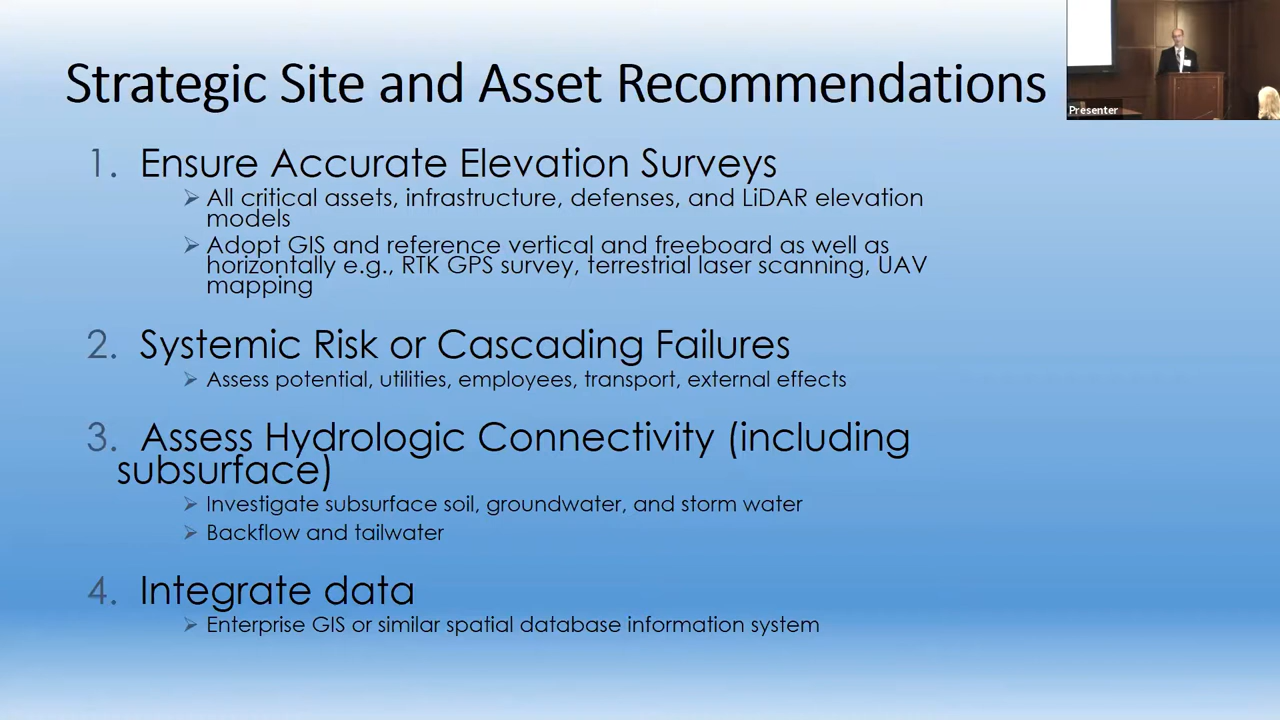 Strategic Site and Asset Recommendations
Presenter
1. Ensure Accurate Elevation Surveys
➢ All critical assets, infrastructure, defenses, and LiDAR elevation
models
➢ Adopt GIS and reference vertical and freeboard as well as
horizontally e.g., RTK GPS survey, terrestrial laser scanning, UAV
mapping
2. Systemic Risk or Cascading Failures
➢ Assess potential, utilities, employees, transport, external effects
3. Assess Hydrologic Connectivity (including
subsurface)
➢ Investigate subsurface soil, groundwater, and storm water
➢ Backflow and tailwater
4. Integrate data
➢ Enterprise GIS or similar spatial database information system